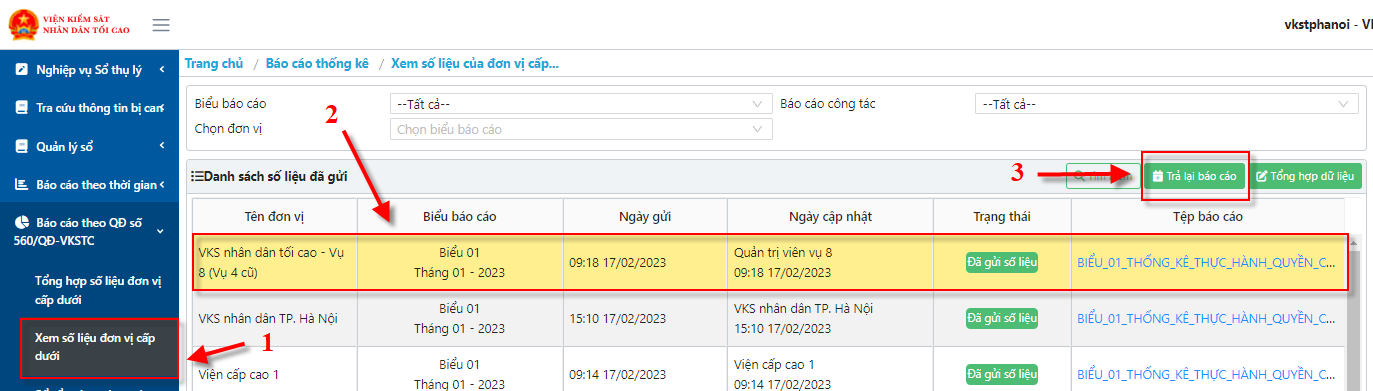 VIỆN KIỂM SÁT
NHÂN DÂN TỐI CAO
vkstphanoi - VI
Nghiệp vụ Sổ thụ lý
Tra cứu thông tin bị can
Quản lý sổ
Báo cáo theo thời gian
Báo cáo theo QĐ số
560/QĐ-VKSTC
Tổng hợp số liệu đơn vị
cấp dưới
Xem số liệu đơn vị cấp
dưới
1
Trang chủ / Báo cáo thống kê / Xem số liệu của đơn vị cấp...
Biểu báo cáo --Tất cả-- Báo cáo công tác --Tất cả--
Chọn đơn vị Chọn biểu báo cáo
2
3
Danh sách số liệu đã gửi
Trả lại báo cáo Tổng hợp dữ liệu
Tên đơn vị Biểu báo cáo Ngày gửi Ngày cập nhật Trạng thái Tệp báo cáo
VKS nhân dân tối cao - Vụ
8 (Vụ 4 cũ)
Biểu 01
Tháng 01 - 2023
09:18 17/02/2023
Quản trị viên vụ 8
09:18 17/02/2023
Đã gửi số liệu
BIỂU_01_THỐNG_KÊ_THỰC_HÀNH_QUYỀN_C...
VKS nhân dân TP. Hà Nội
Biểu 01
Tháng 01 - 2023
15:10 17/02/2023
VKS nhân dân TP. Hà Nội
15:10 17/02/2023
Đã gửi số liệu
BIỂU_01_THỐNG_KÊ_THỰC_HÀNH_QUYỀN_C...
Viện cấp cao 1
Biểu 01
Tháng 01 - 2023
09:14 17/02/2023
Viện cấp cao 1
09:14 17/02/2023
Đã gửi số liệu
BIỂU_01_THỐNG_KÊ_THỰC_HÀNH_QUYỀN_C...